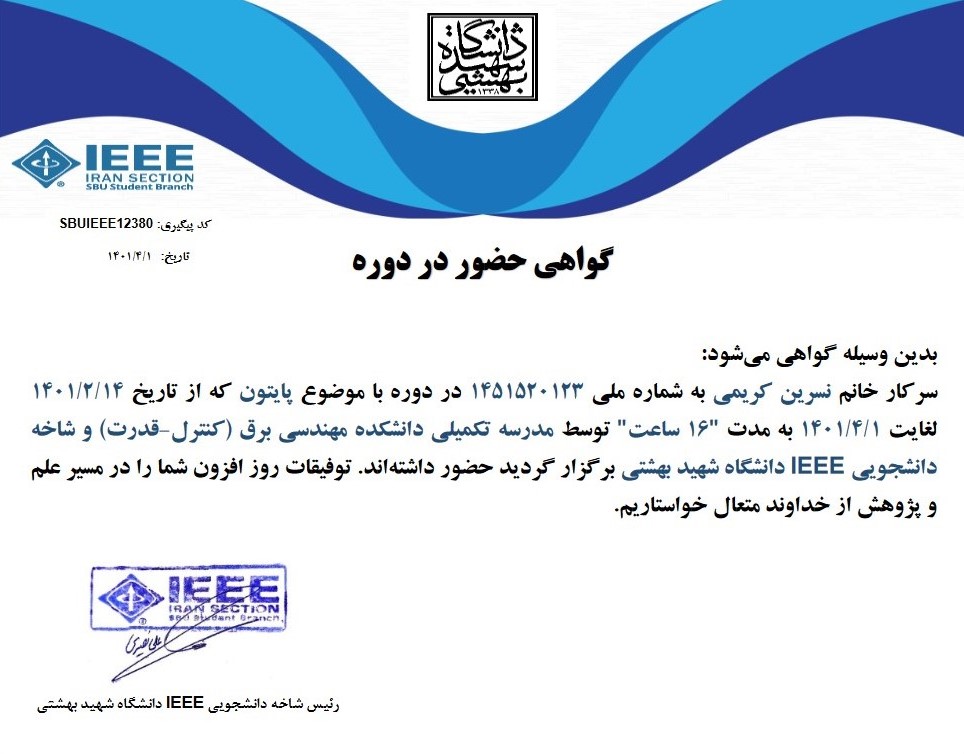 دانشگاه
شهید
بهشتی
۱۳۳۸
IEEE
IRAN SECTION
SBU Student Branch
®
کد پیگیری: SBUIEEE12380
تاریخ: ۱۴۰۱/۴/۱
گواهی حضور در دوره
بدین وسیله گواهی می‌شود:
سرکار خانم نسرین کریمی به شماره ملی ۱۴۵۱۵۲۰۱۲۳ در دوره با موضوع پایتون که از تاریخ ۱۴۰۱/۲/۱۴
لغایت ۱۴۰۱/۴/۱ به مدت "۱۶ ساعت" توسط مدرسه تکمیلی دانشکده مهندسی برق (کنترل-قدرت) و شاخه
دانشجویی IEEE دانشگاه شهید بهشتی برگزار گردید حضور داشته‌اند. توفیقات روز افزون شما را در مسیر علم
و پژوهش از خداوند متعال خواستاریم.
IEEE
IRAN SECTION
SBU Student Branch
®
رئیس شاخه دانشجویی IEEE دانشگاه شهید بهشتی